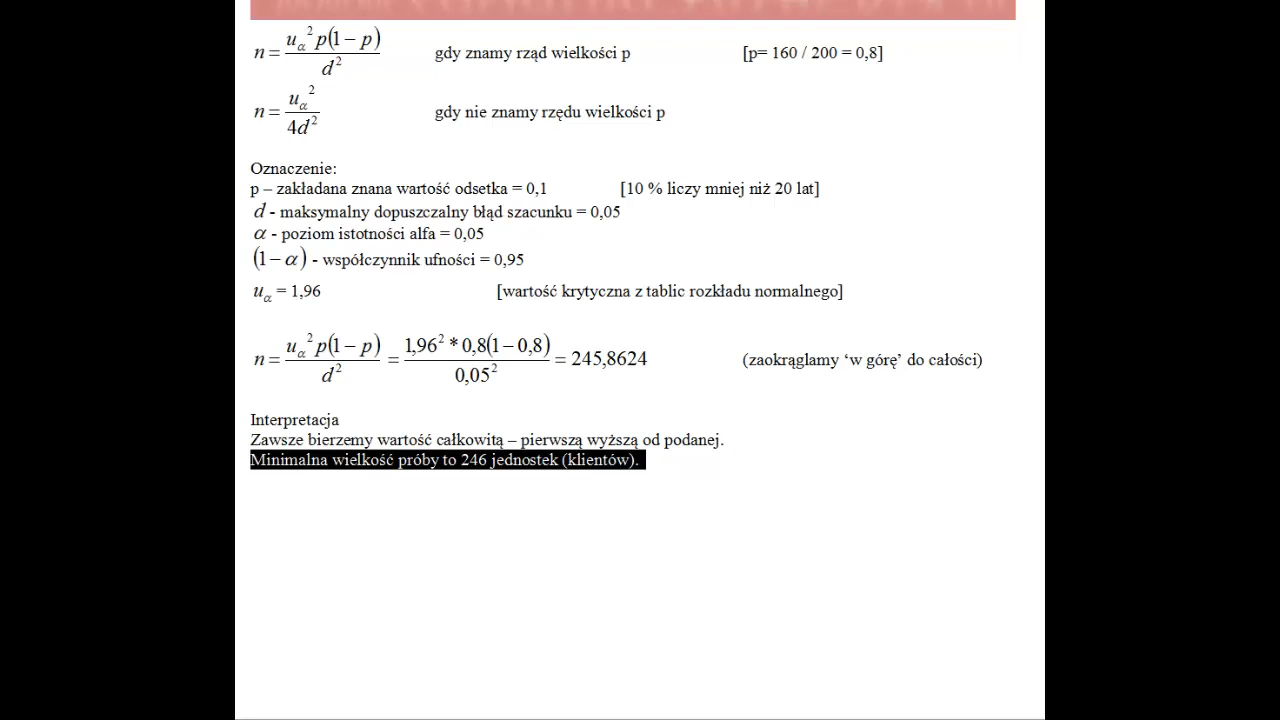 n = uα² p(1 − p) / d² gdy znamy rząd wielkości p [p= 160 / 200 = 0,8]
n = uα² / 4d² gdy nie znamy rzędu wielkości p
Oznaczenie:
p – zakładana znana wartość odsetka = 0,1 [10 % liczy mniej niż 20 lat]
d - maksymalny dopuszczalny błąd szacunku = 0,05
α - poziom istotności alfa = 0,05
(1 − α) - współczynnik ufności = 0,95
uα = 1,96 [wartość krytyczna z tablic rozkładu normalnego]
n = uα² p(1 − p) / d² = 1,96² * 0,8(1 − 0,8) / 0,05² = 245,8624 (zaokrąglamy ‘w górę’ do całości)
Interpretacja
Zawsze bierzemy wartość całkowitą – pierwszą wyższą od podanej.
Minimalna wielkość próby to 246 jednostek (klientów).